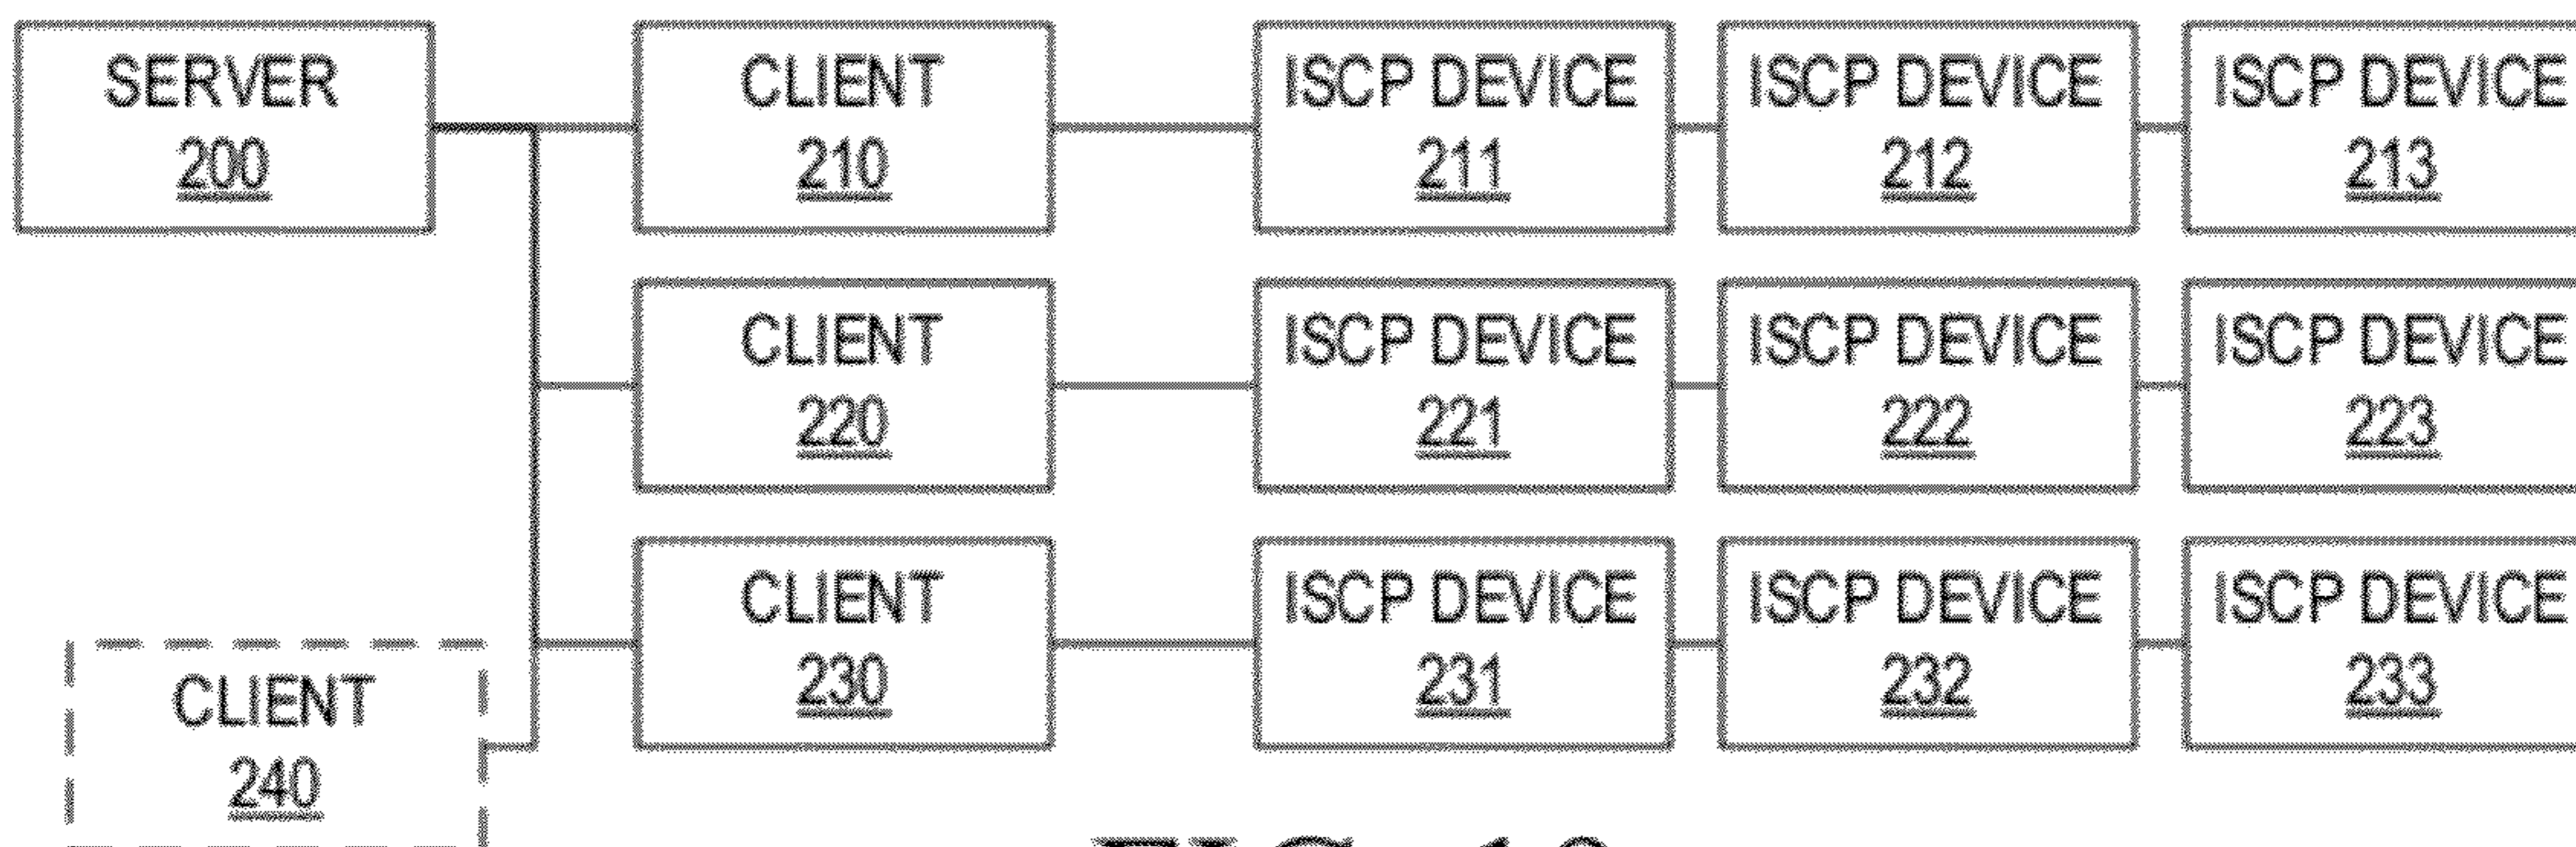 SERVER
200
CLIENT
210
ISCP DEVICE
211
ISCP DEVICE
212
ISCP DEVICE
213
CLIENT
220
ISCP DEVICE
221
ISCP DEVICE
222
ISCP DEVICE
223
CLIENT
230
ISCP DEVICE
231
ISCP DEVICE
232
ISCP DEVICE
233
CLIENT
240